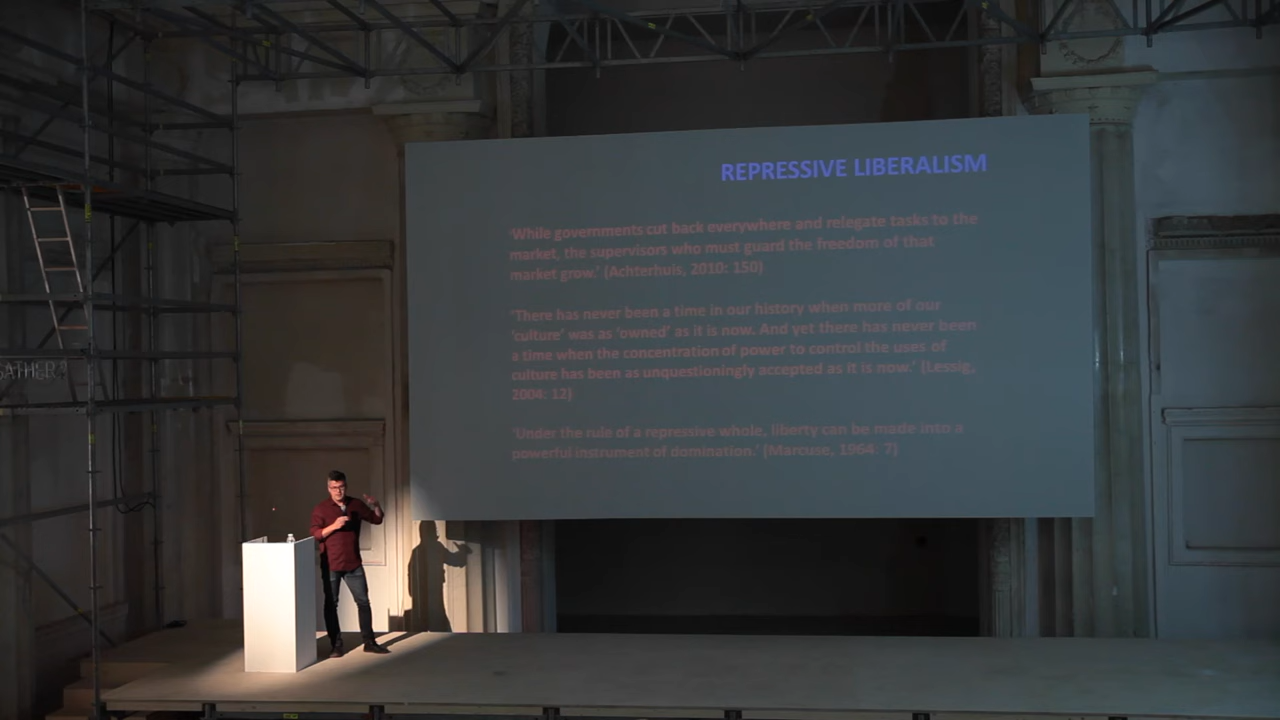 REPRESSIVE LIBERALISM
'While governments cut back everywhere and relegate tasks to the
market, the supervisors who must guard the freedom of that
market grow.' (Achterhuis, 2010: 150)
'There has never been a time in our history when more of our
'culture' was as 'owned' as it is now. And yet there has never been
a time when the concentration of power to control the uses of
culture has been as unquestioningly accepted as it is now.' (Lessig,
2004: 12)
'Under the rule of a repressive whole, liberty can be made into a
powerful instrument of domination.' (Marcuse, 1964: 7)